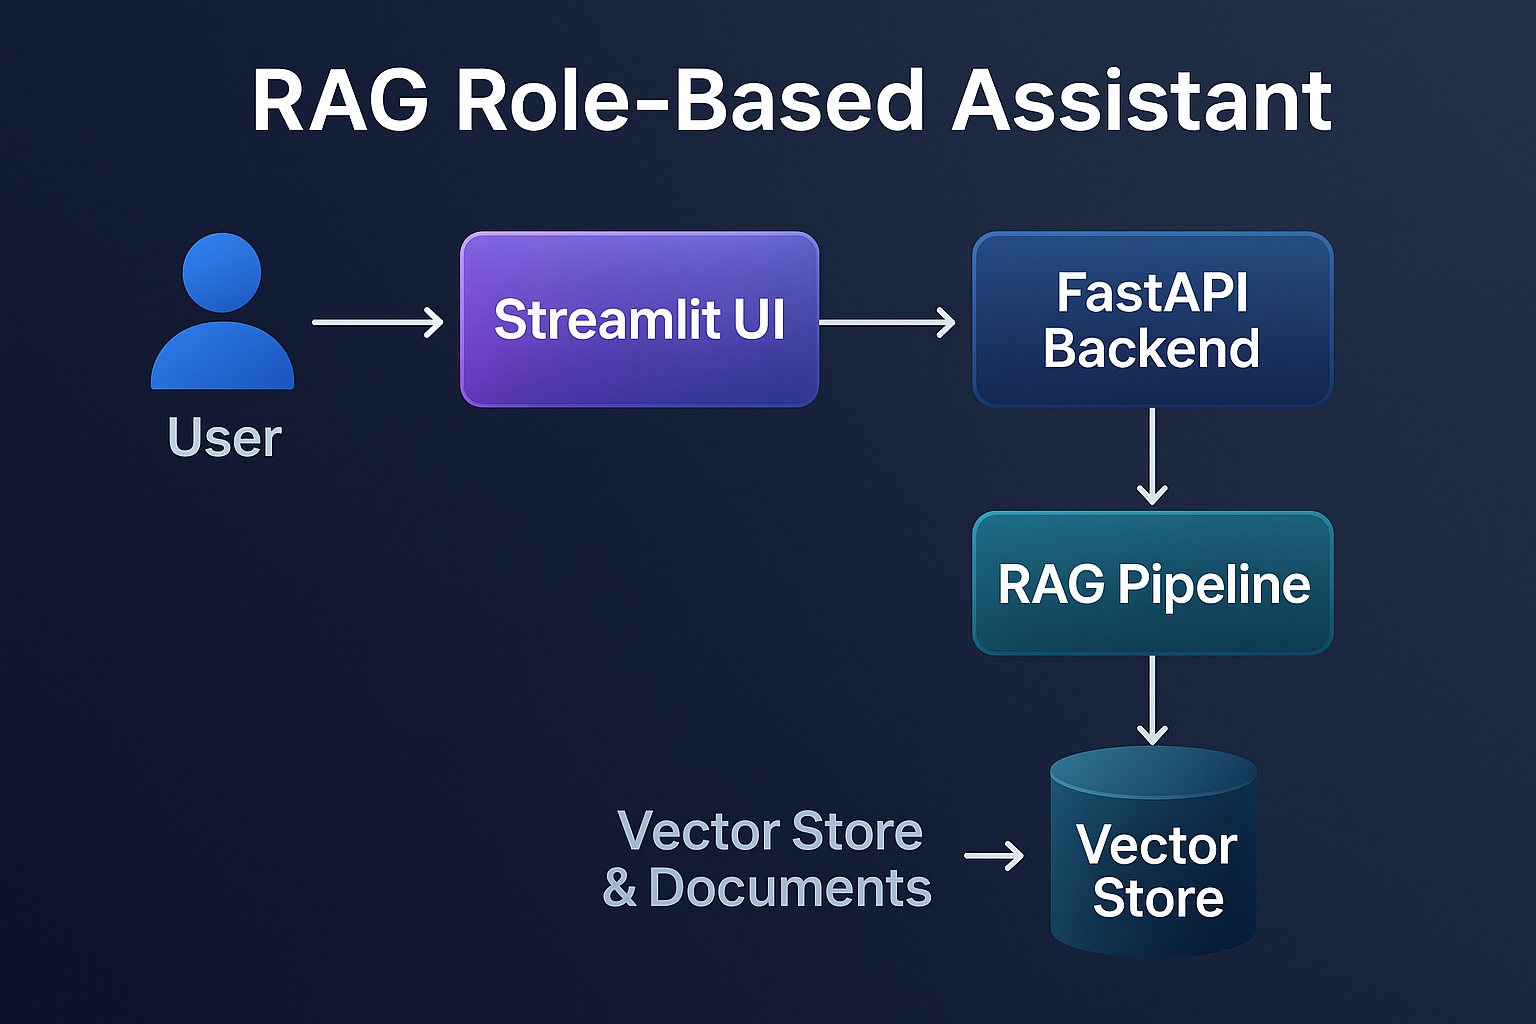 RAG Role-Based Assistant
User
Streamlit UI
FastAPI
Backend
RAG Pipeline
Vector Store
& Documents
Vector
Store